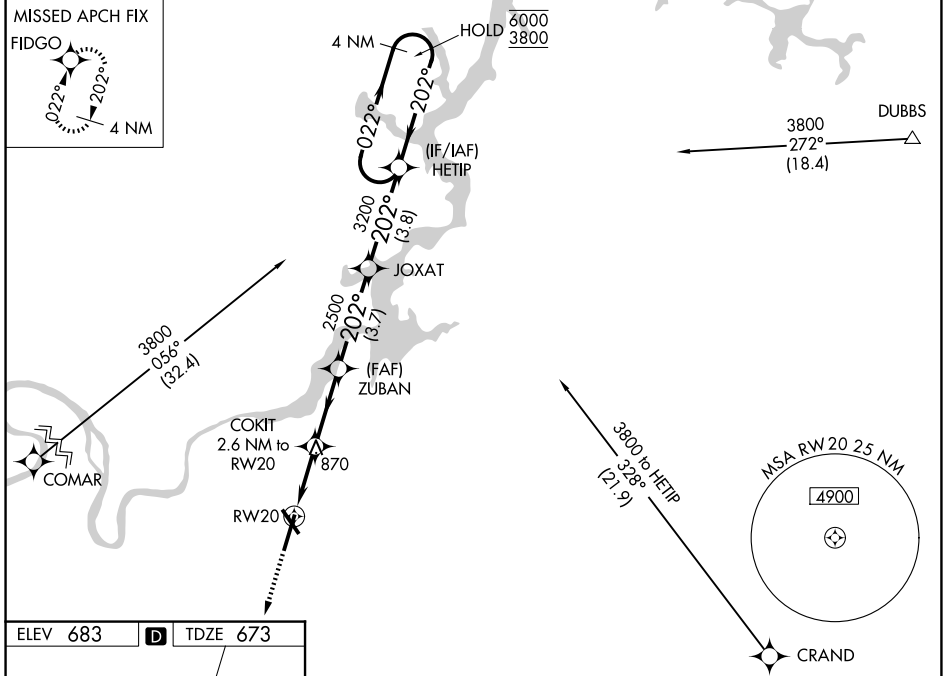 MISSED APCH FIX
FIDGO
022°
202°
4 NM
4 NM
HOLD
6000
3800
022°
202°
(IF/IAF)
HETIP
DUBBS
3800
272°
(18.4)
3200
202°
(3.8)
JOXAT
2500
202°
(3.7)
(FAF)
ZUBAN
3800
056°
(32.4)
COMAR
COKIT
2.6 NM to
RW20
870
RW20
3800 to HETIP
328°
(21.9)
CRAND
MSA RW20 25 NM
4900
ELEV 683
D
TDZE 673